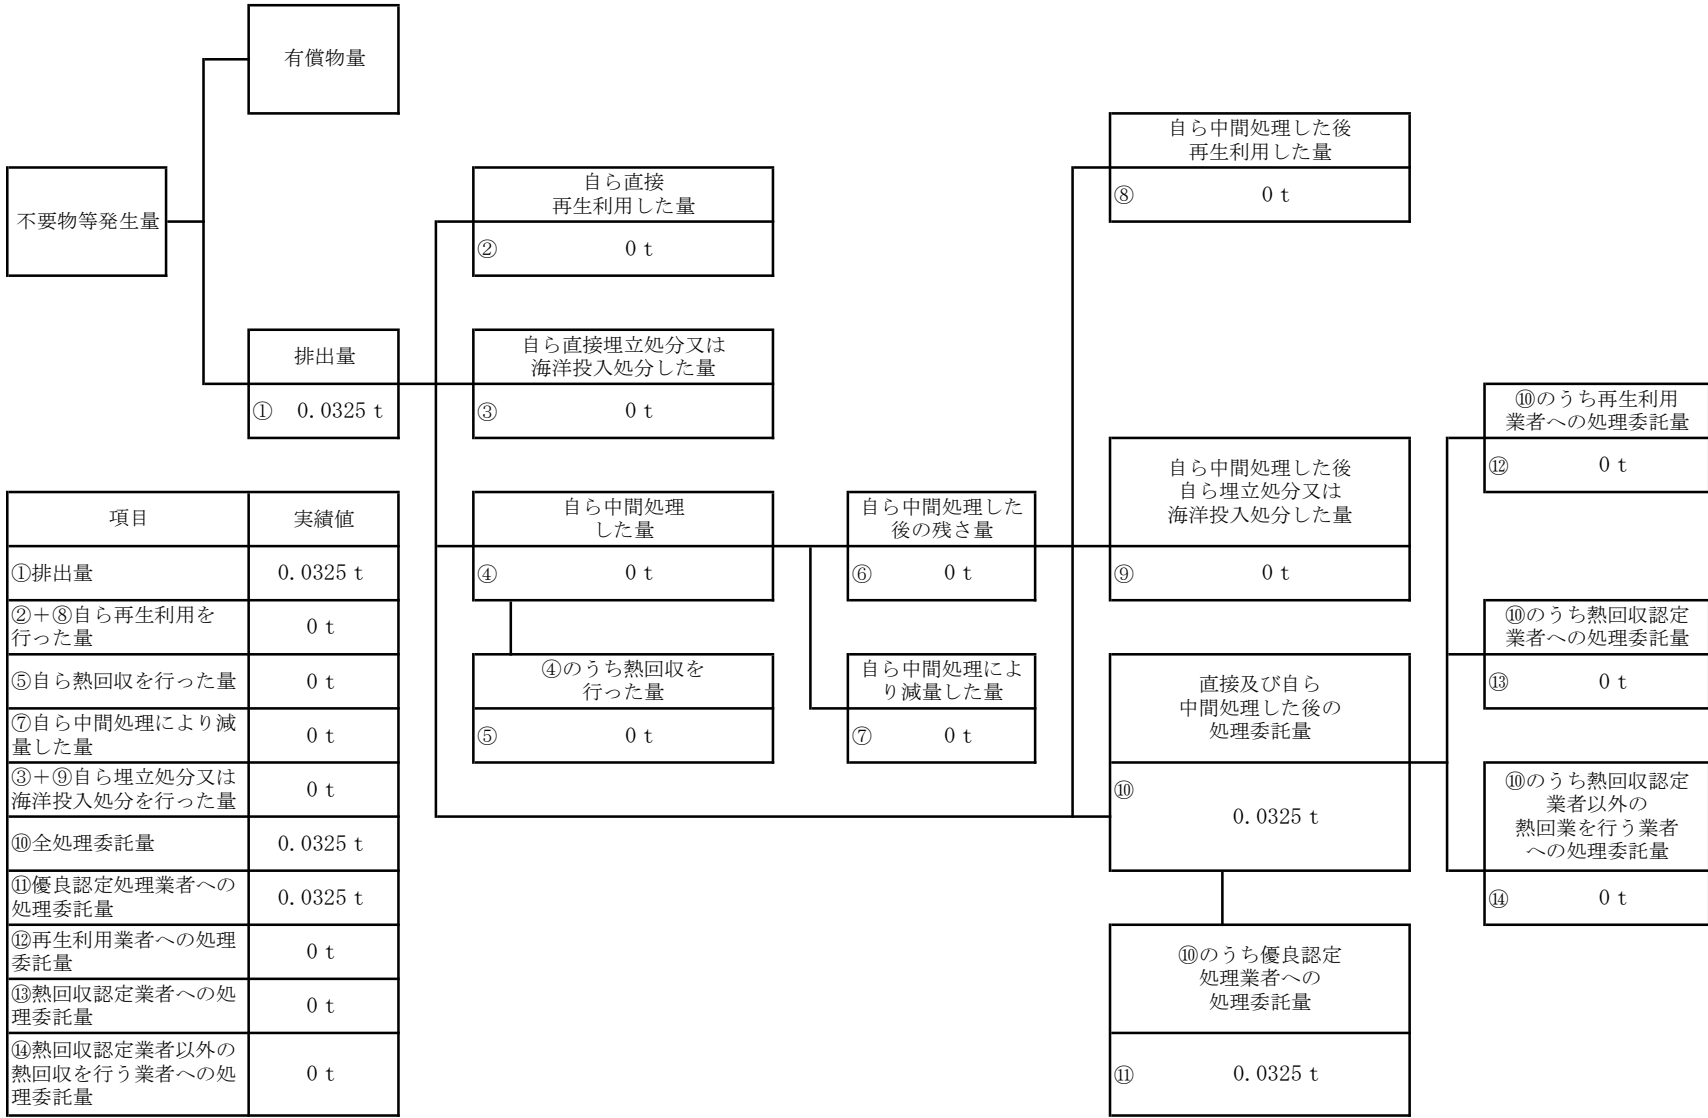 有償物量
不要物等発生量
排出量
① 0.0325 t
自ら直接
再生利用した量
② 0 t
自ら直接埋立処分又は
海洋投入処分した量
③ 0 t
自ら中間処理
した量
④ 0 t
④のうち熱回収を
行った量
⑤ 0 t
自ら中間処理した
後の残さ量
⑥ 0 t
自ら中間処理によ
り減量した量
⑦ 0 t
自ら中間処理した後
再生利用した量
⑧ 0 t
自ら中間処理した後
自ら埋立処分又は
海洋投入処分した量
⑨ 0 t
直接及び自ら
中間処理した後の
処理委託量
⑩ 0.0325 t
⑩のうち優良認定
処理業者への
処理委託量
⑪ 0.0325 t
⑩のうち再生利用
業者への処理委託量
⑫ 0 t
⑩のうち熱回収認定
業者への処理委託量
⑬ 0 t
⑩のうち熱回収認定
業者以外の
熱回業を行う業者
への処理委託量
⑭ 0 t
項目 実績値
①排出量 0.0325 t
②+⑧自ら再生利用を
行った量 0 t
⑤自ら熱回収を行った量 0 t
⑦自ら中間処理により減
量した量 0 t
③+⑨自ら埋立処分又は
海洋投入処分を行った量 0 t
⑩全処理委託量 0.0325 t
⑪優良認定処理業者への
処理委託量 0.0325 t
⑫再生利用業者への処理
委託量 0 t
⑬熱回収認定業者への処
理委託量 0 t
⑭熱回収認定業者以外の
熱回収を行う業者への処
理委託量 0 t